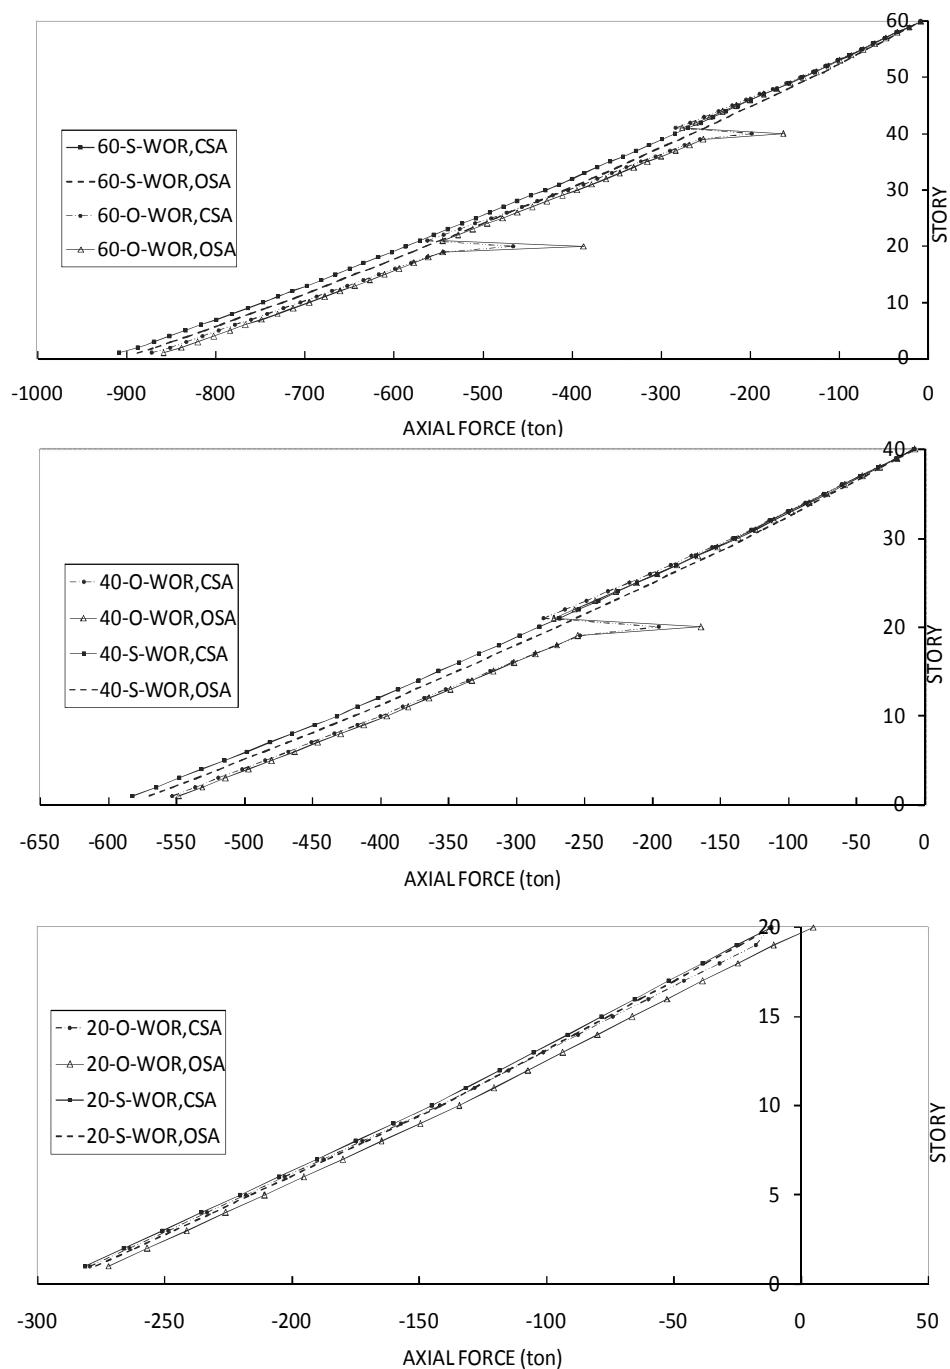 60
50
40
30
20
10
0
STORY
60-S-WOR,CSA
60-S-WOR,OSA
60-O-WOR,CSA
60-O-WOR,OSA
-1000 -900 -800 -700 -600 -500 -400 -300 -200 -100 0
AXIAL FORCE (ton)
40
30
20
10
0
STORY
40-O-WOR,CSA
40-O-WOR,OSA
40-S-WOR,CSA
40-S-WOR,OSA
-650 -600 -550 -500 -450 -400 -350 -300 -250 -200 -150 -100 -50 0
AXIAL FORCE (ton)
20
15
10
5
0
STORY
20-O-WOR,CSA
20-O-WOR,OSA
20-S-WOR,CSA
20-S-WOR,OSA
-300 -250 -200 -150 -100 -50 0 50
AXIAL FORCE (ton)